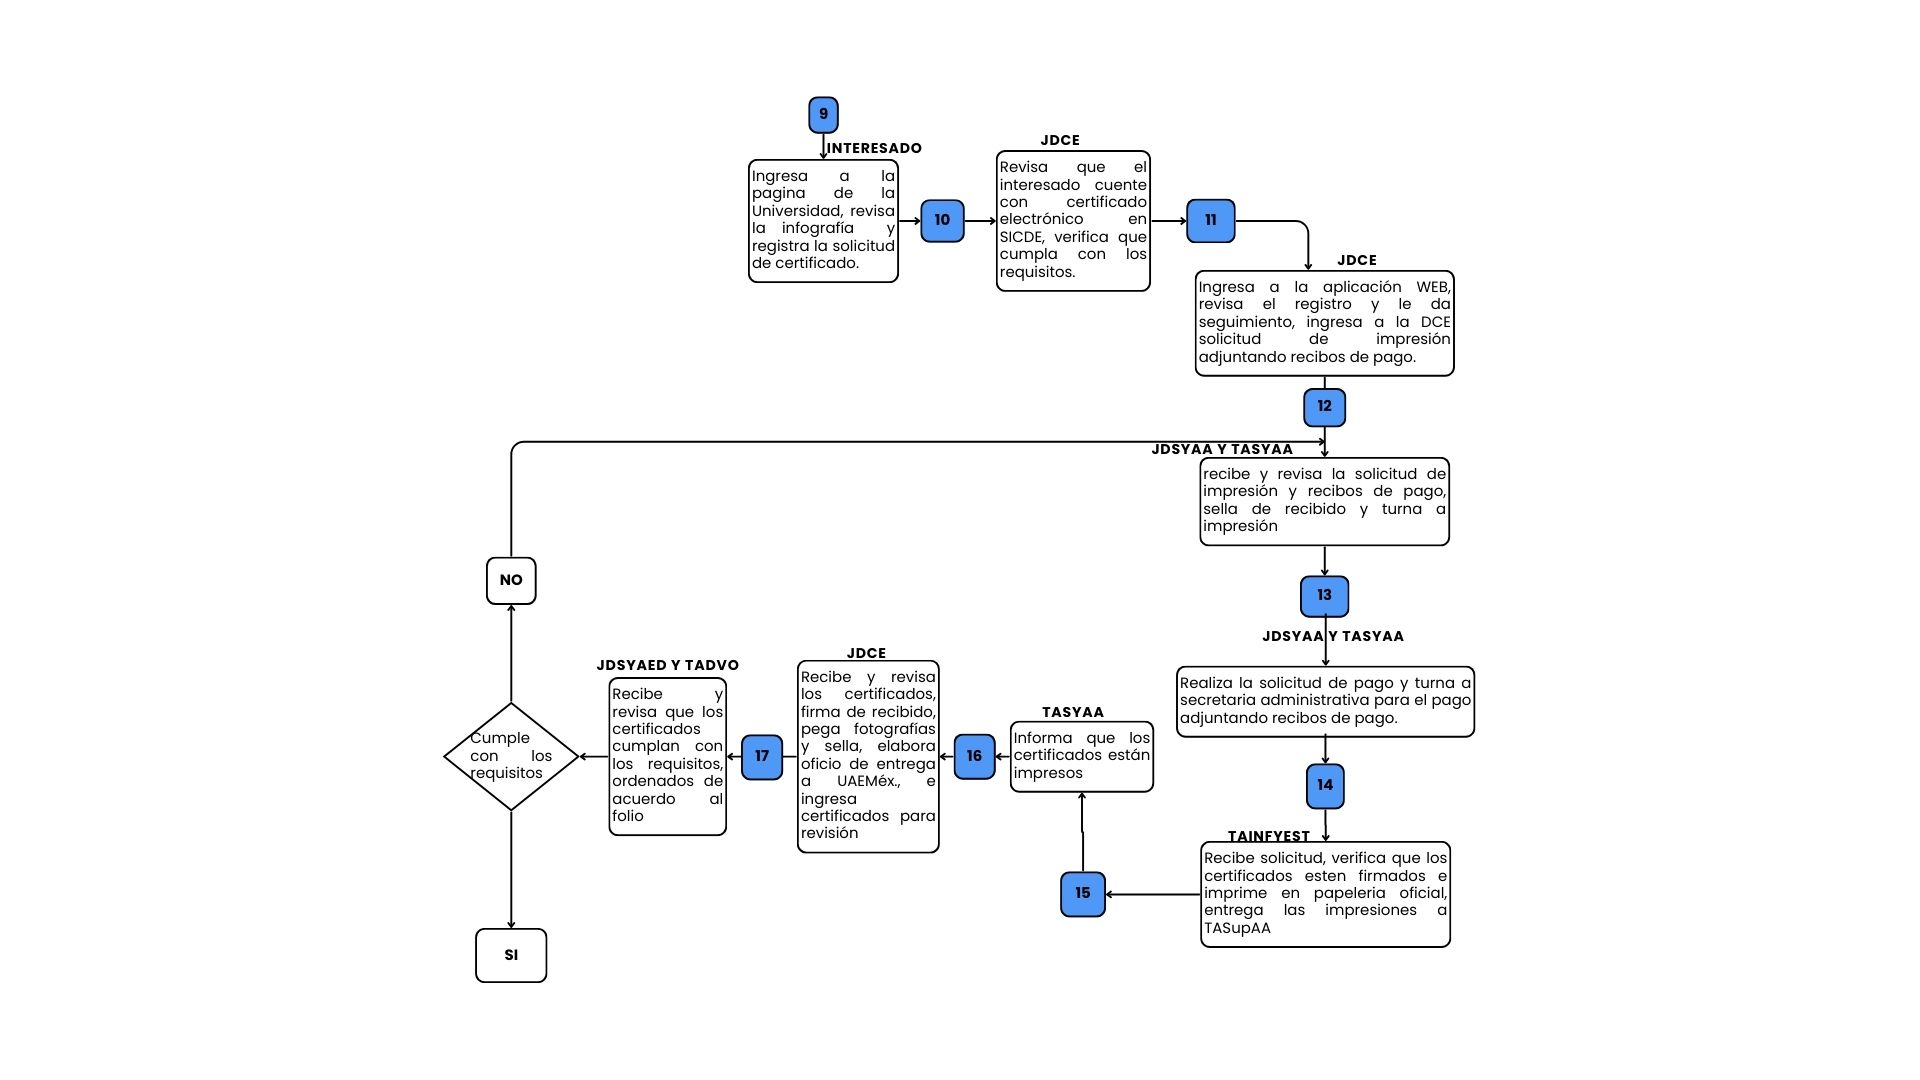 9
INTERESADO
Ingresa a la
pagina de la
Universidad, revisa
la infografía y
registra la solicitud
de certificado.
10
JDCE
Revisa que el
interesado cuente
con certificado
electrónico en
SICDE, verifica que
cumpla con los
requisitos.
11
JDCE
Ingresa a la aplicación WEB,
revisa el registro y le da
seguimiento, ingresa a la DCE
solicitud de impresión
adjuntando recibos de pago.
12
JDSYAA Y TASYAA
recibe y revisa la solicitud de
impresión y recibos de pago,
sella de recibido y turna a
impresión
13
JDSYAA Y TASYAA
Realiza la solicitud de pago y turna a
secretaria administrativa para el pago
adjuntando recibos de pago.
14
TAINFYEST
Recibe solicitud, verifica que los
certificados esten firmados e
imprime en papeleria oficial,
entrega las impresiones a
TASupAA
15
TASYAA
Informa que los
certificados están
impresos
16
JDCE
Recibe y revisa
los certificados,
firma de recibido,
pega fotografías
y sella, elabora
oficio de entrega
a UAEMéx., e
ingresa
certificados para
revisión
17
JDSYAED Y TADVO
Recibe y
revisa que los
certificados
cumplan con
los requisitos,
ordenados de
acuerdo al
folio
Cumple
con los
requisitos
NO
SI